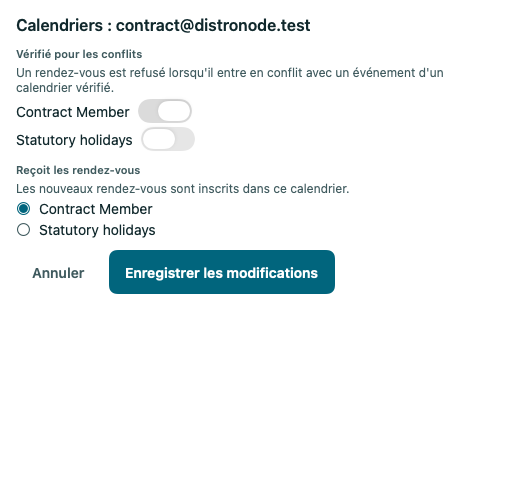 Calendriers : contract@distronode.test
Vérifié pour les conflits
Un rendez-vous est refusé lorsqu'il entre en conflit avec un événement d'un
calendrier vérifié.
Contract Member
Statutory holidays
Reçoit les rendez-vous
Les nouveaux rendez-vous sont inscrits dans ce calendrier.
Contract Member
Statutory holidays
Annuler
Enregistrer les modifications